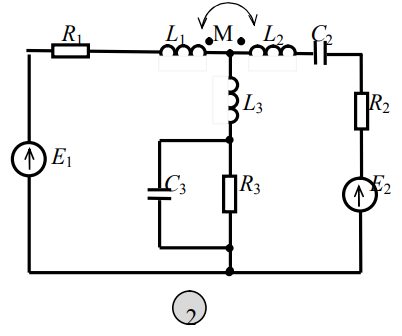 R₁ L₁ M L₂ C₂
L₃ R₂
E₁ C₃ R₃ E₂
2